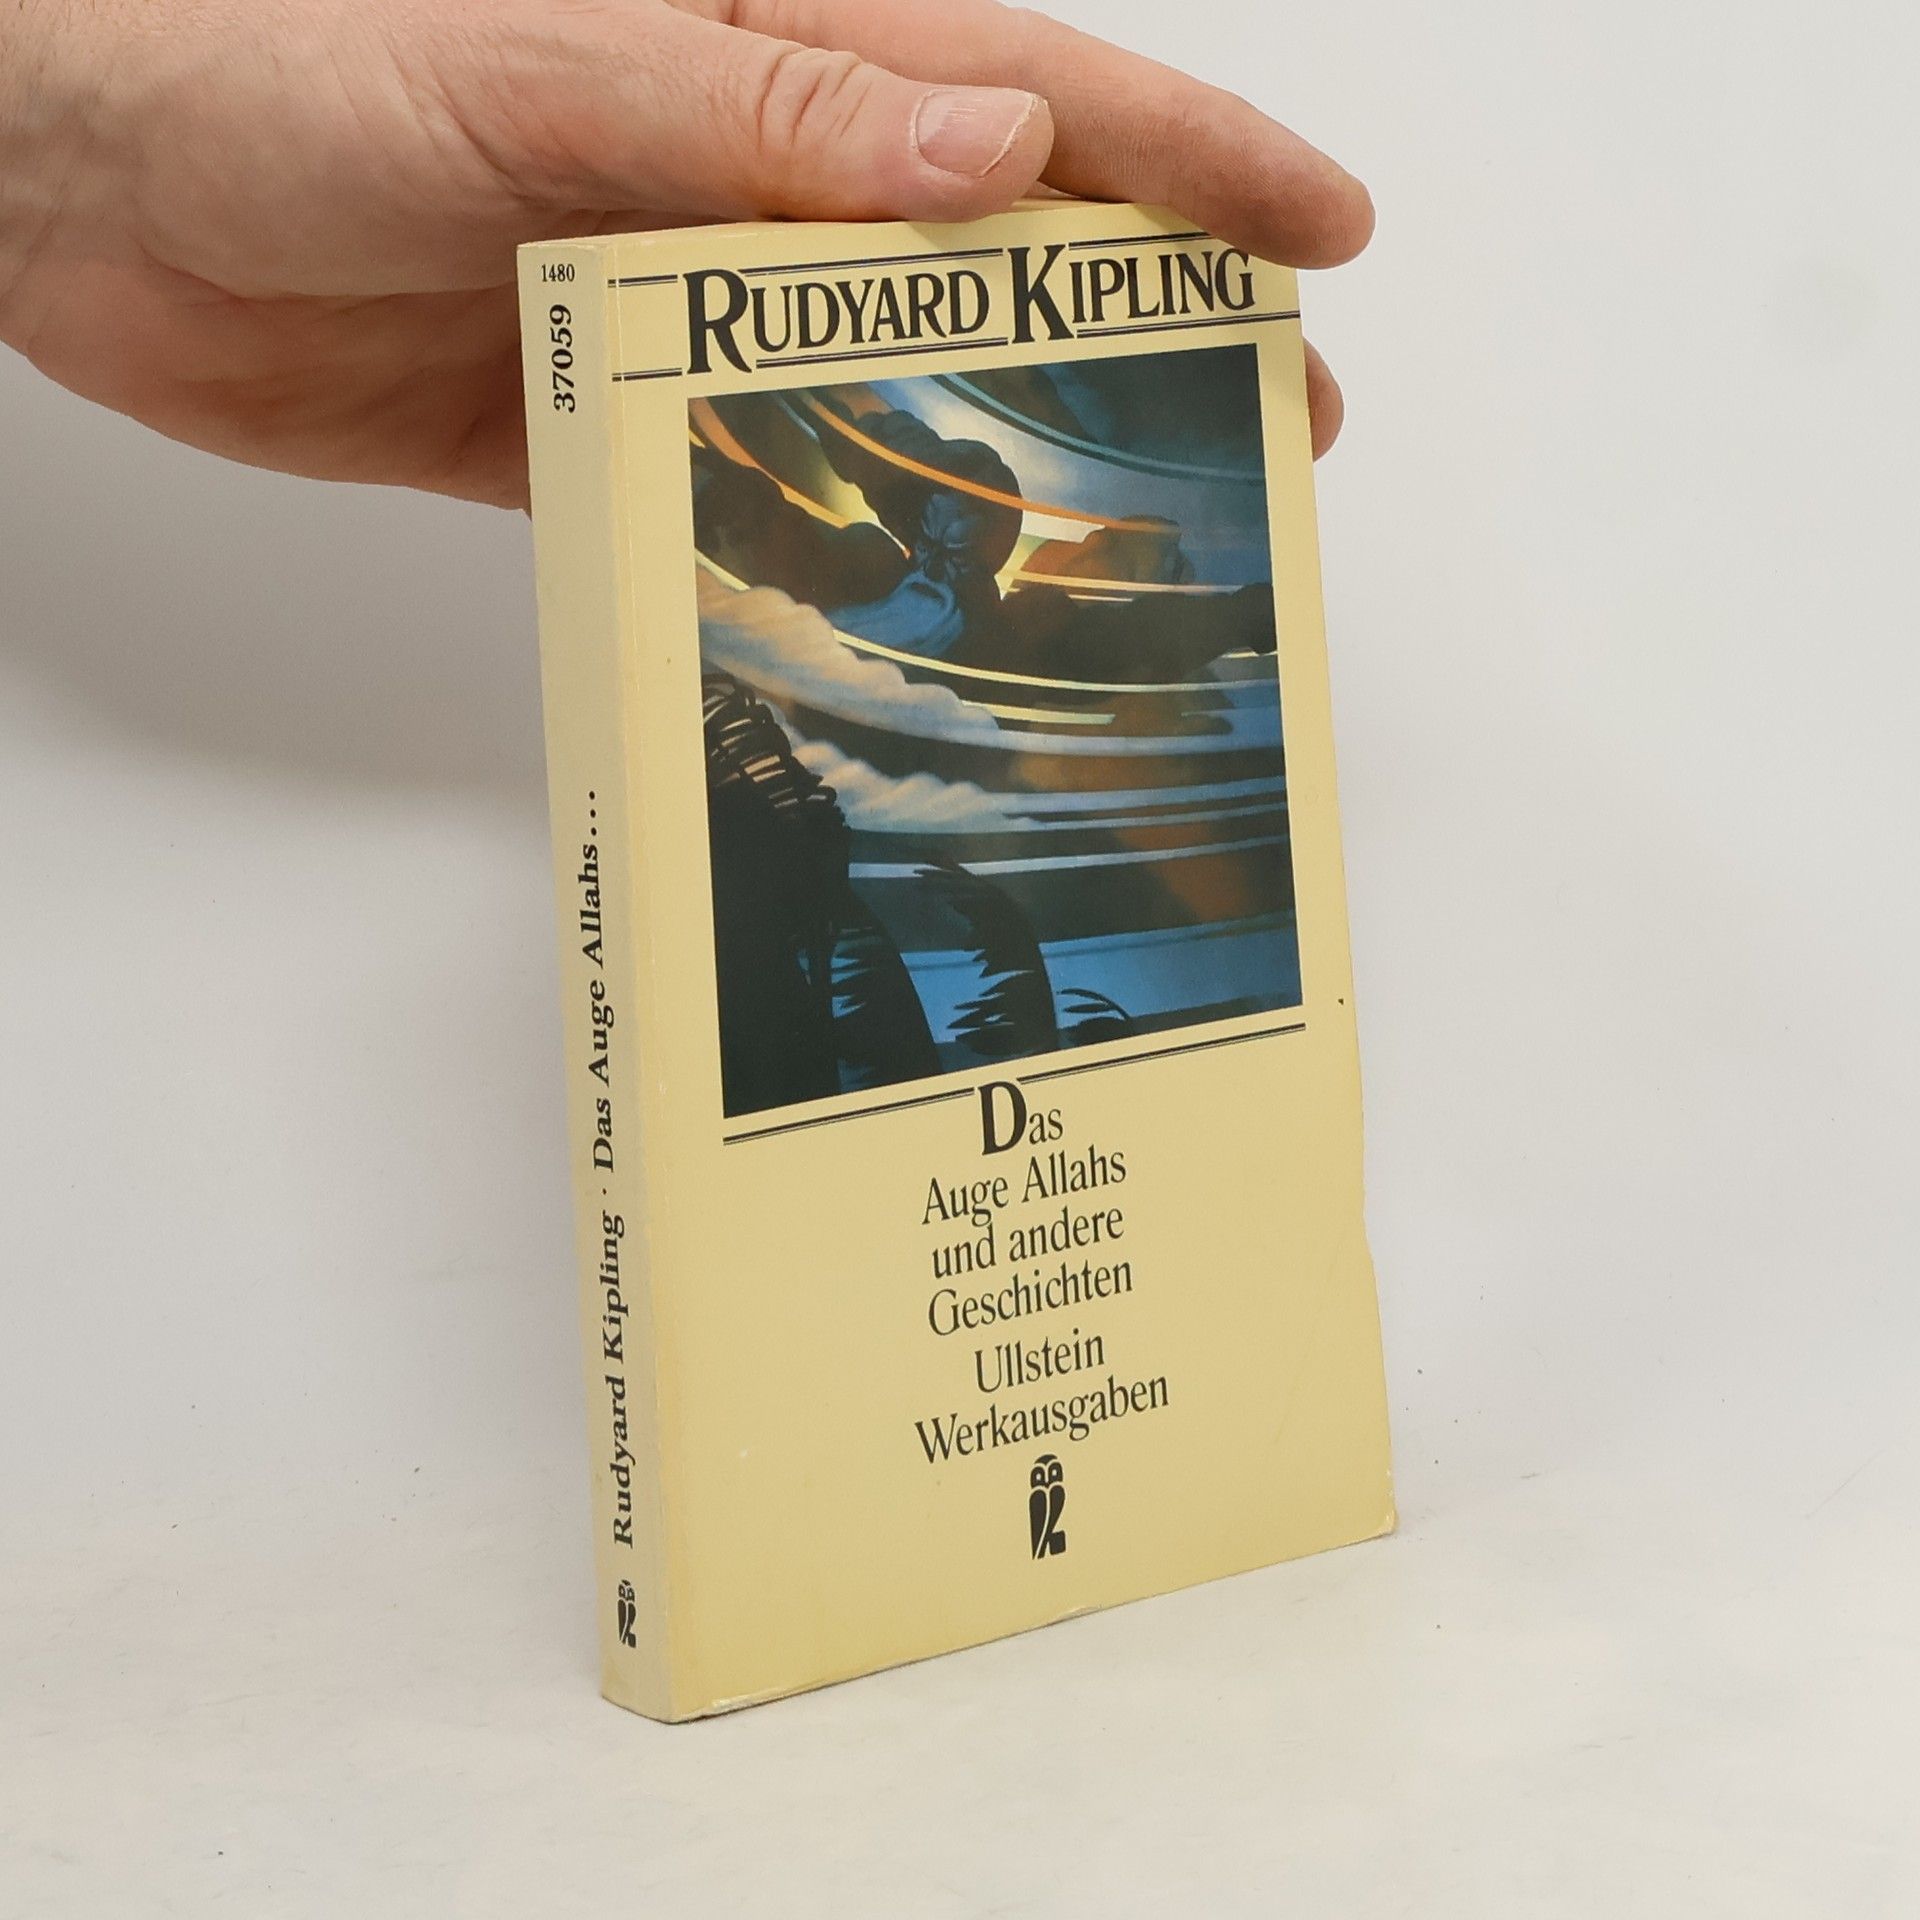 1480
37059
Rudyard Kipling · Das Auge Allahs...
RUDYARD KIPLING
Das
Auge Allahs
und andere
Geschichten
Ullstein
Werkausgaben